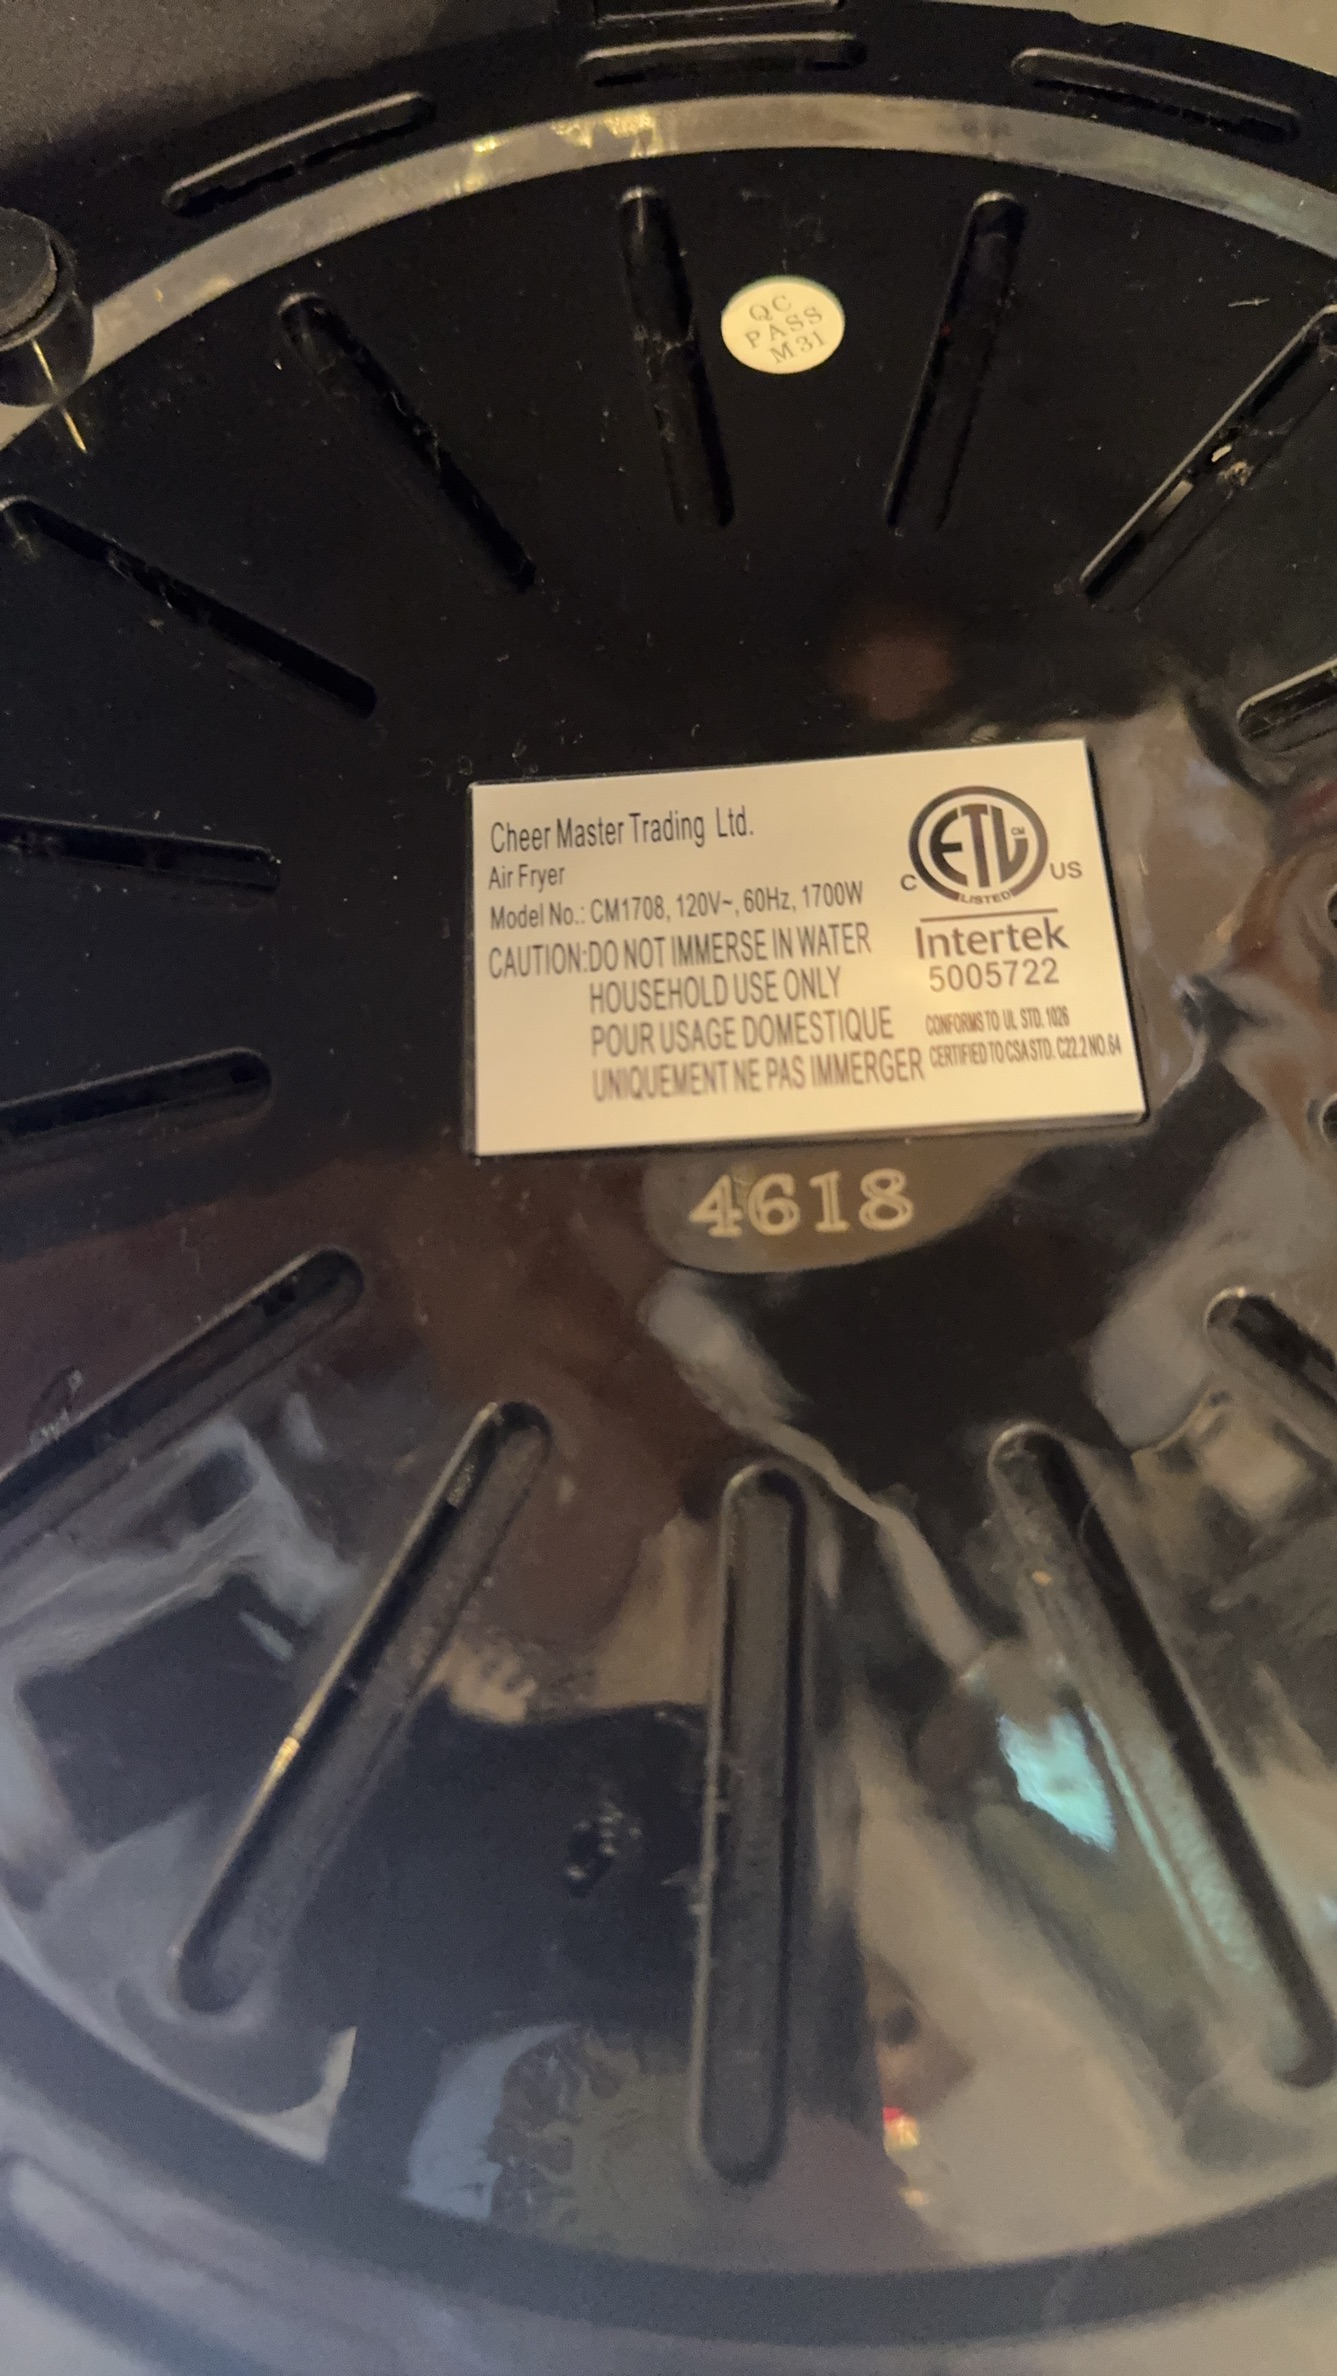 QC
PASS
M31
Cheer Master Trading Ltd.
Air Fryer
Model No.: CM1708, 120V~, 60Hz, 1700W
CAUTION:DO NOT IMMERSE IN WATER
HOUSEHOLD USE ONLY
POUR USAGE DOMESTIQUE
UNIQUEMENT NE PAS IMMERGER
ETL CM
C US
LISTED
Intertek
5005722
CONFORMS TO UL STD. 1026
CERTIFIED TO CSA STD. C22.2 NO.64
4618